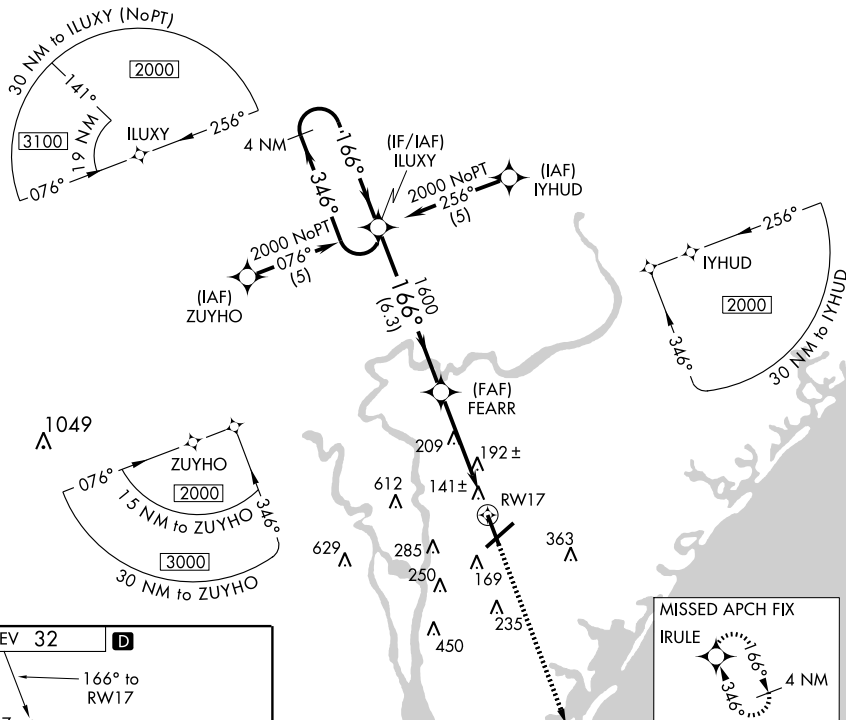 30 NM to ILUXY (NoPT)
2000
141°
19 NM
3100
ILUXY
256°
076°
4 NM
166°
346°
(IF/IAF)
ILUXY
2000 NoPT
256°
(5)
(IAF)
IYHUD
2000 NoPT
076°
(5)
(IAF)
ZUYHO
1600
166°
(6.3)
256°
IYHUD
2000
346°
30 NM to IYHUD
(FAF)
FEARR
1049
076°
ZUYHO
2000
346°
15 NM to ZUYHO
3000
30 NM to ZUYHO
209
192 ±
612
141±
RW17
629
285
363
250
169
235
450
EV 32
D
166° to
RW17
MISSED APCH FIX
IRULE
166°
346°
4 NM